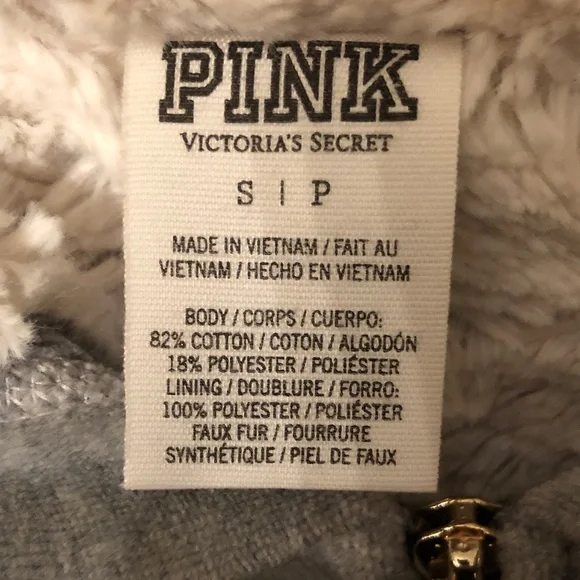 PINK
VICTORIA'S SECRET
S | P
MADE IN VIETNAM / FAIT AU
VIETNAM / HECHO EN VIETNAM
BODY / CORPS / CUERPO:
82% COTTON / COTON / ALGODÓN
18% POLYESTER / POLIÉSTER
LINING / DOUBLURE / FORRO:
100% POLYESTER / POLIÉSTER
FAUX FUR / FOURRURE
SYNTHÉTIQUE / PIEL DE FAUX